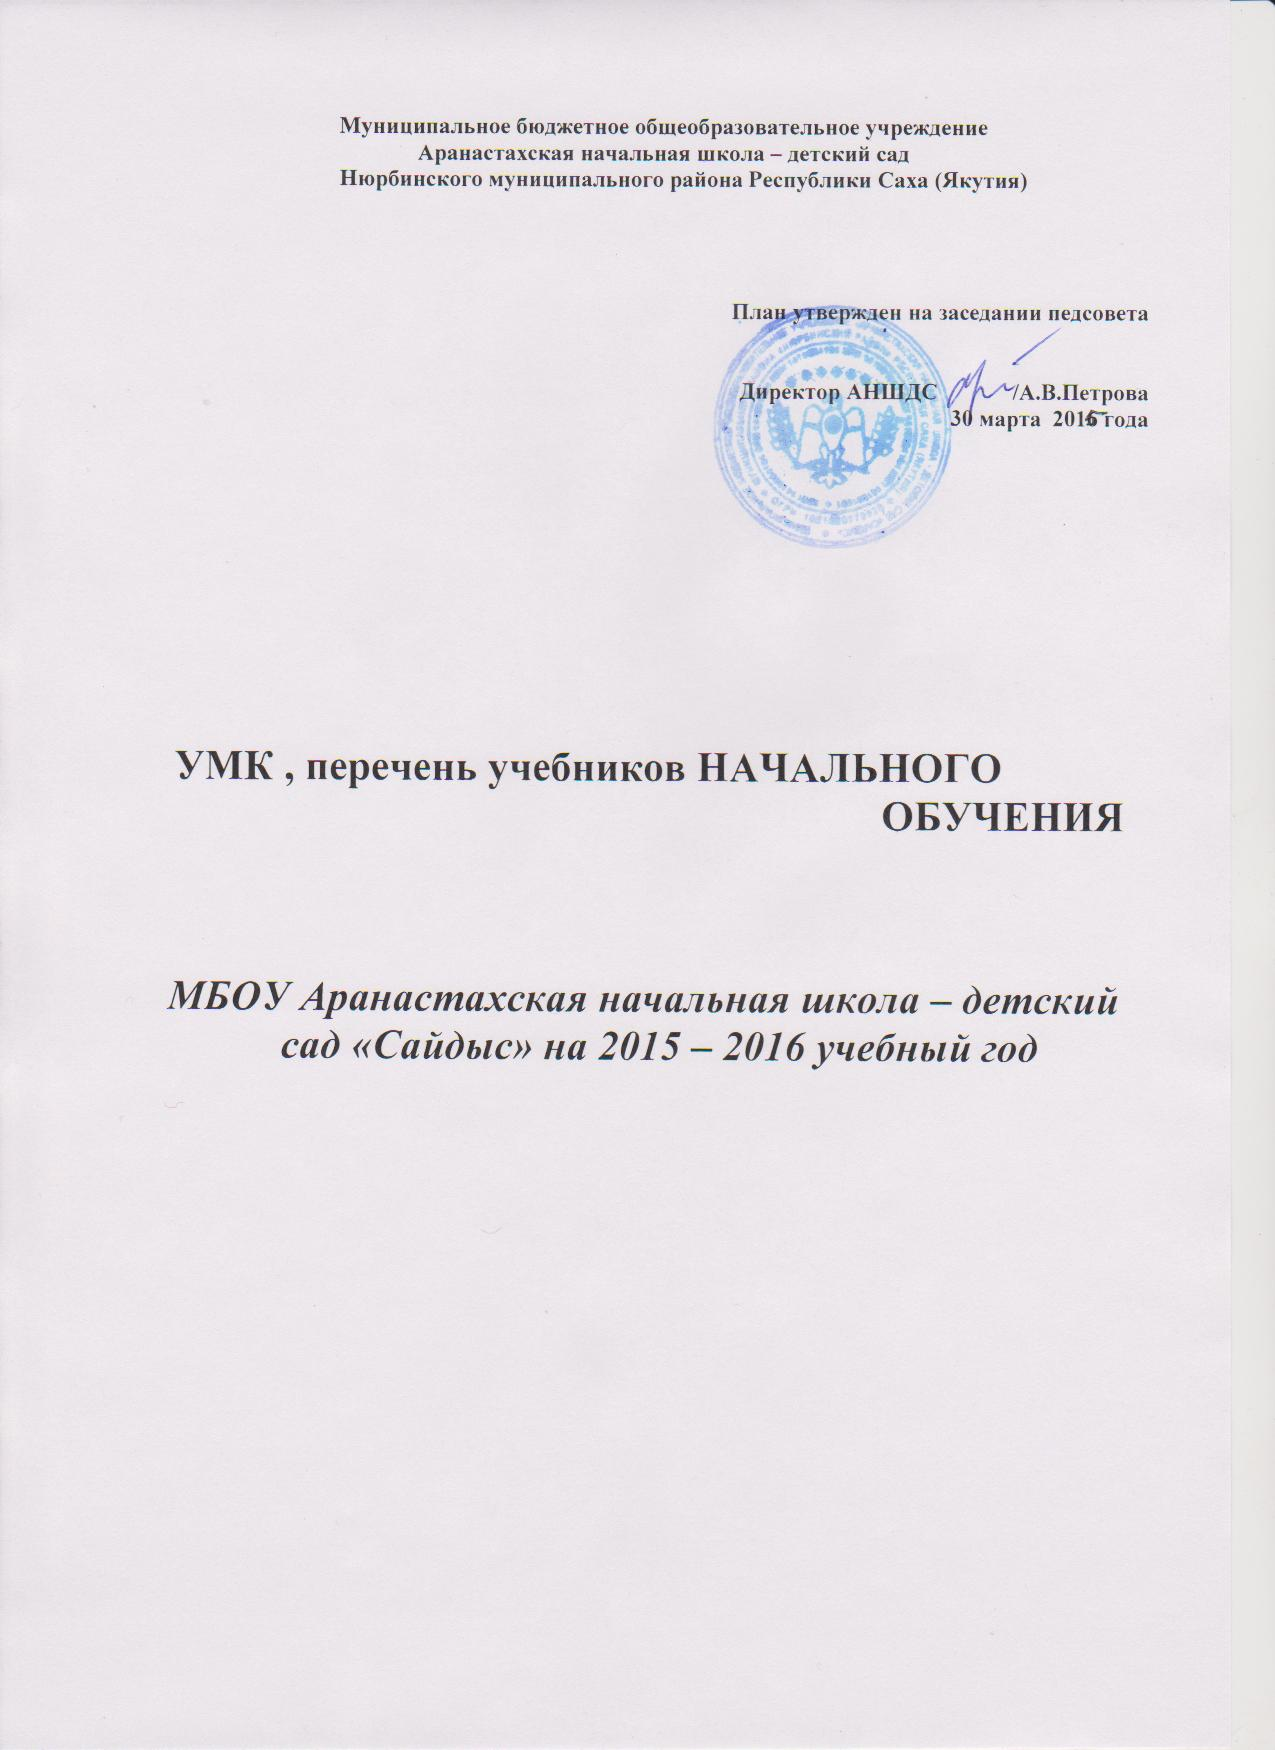 Муниципальное бюджетное общеобразовательное учреждение
Аранастахская начальная школа – детский сад
Нюрбинского муниципального района Республики Саха (Якутия)
План утвержден на заседании педсовета
Директор АНШДС /А.В.Петрова
30 марта 2015 года
УМК , перечень учебников НАЧАЛЬНОГО
ОБУЧЕНИЯ
МБОУ Аранастахская начальная школа – детский
сад «Сайдыс» на 2015 – 2016 учебный год